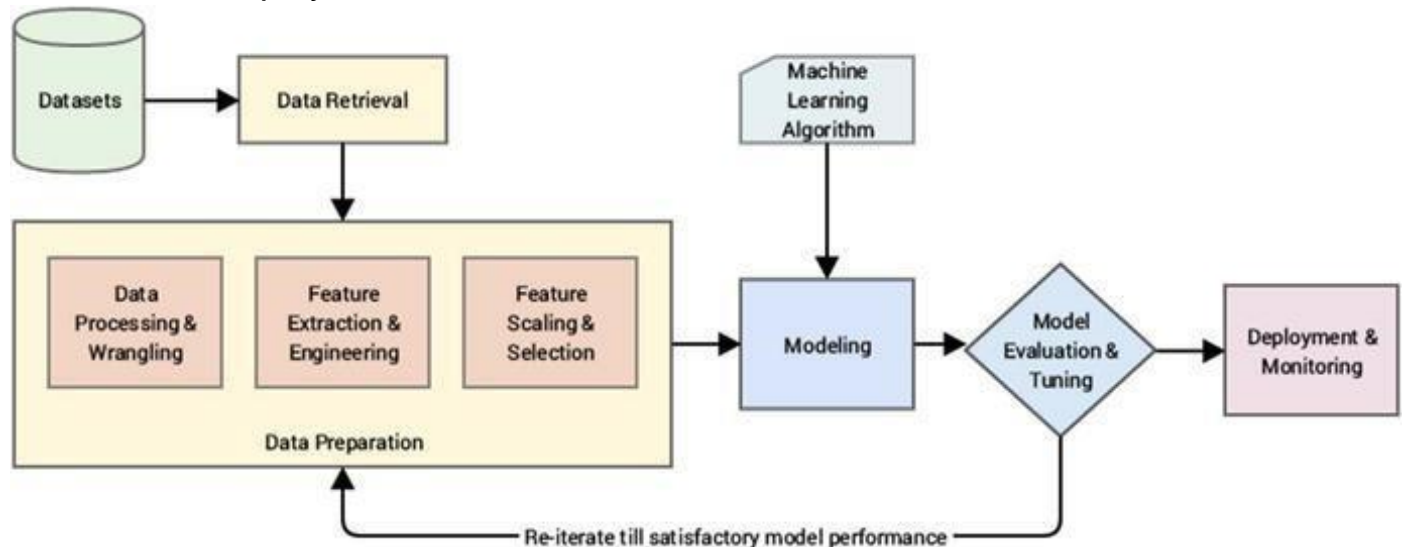 Datasets
Data Retrieval
Machine
Learning
Algorithm
Data
Processing &
Wrangling
Feature
Extraction &
Engineering
Feature
Scaling &
Selection
Data Preparation
Modeling
Model
Evaluation &
Tuning
Deployment &
Monitoring
Re-iterate till satisfactory model performance